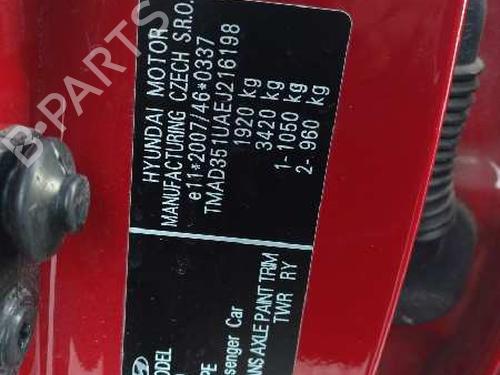 HYUNDAI MOTOR
MANUFACTURING CZECH S.R.O.
e11*2007/46*0337
TMAD351UAEJ216198
1920 kg
3420 kg
1- 1050 kg
2- 960 kg
ODEL
PE
senger Car
ANS AXLE PAINT TRIM
TWR RY
B-PARTS